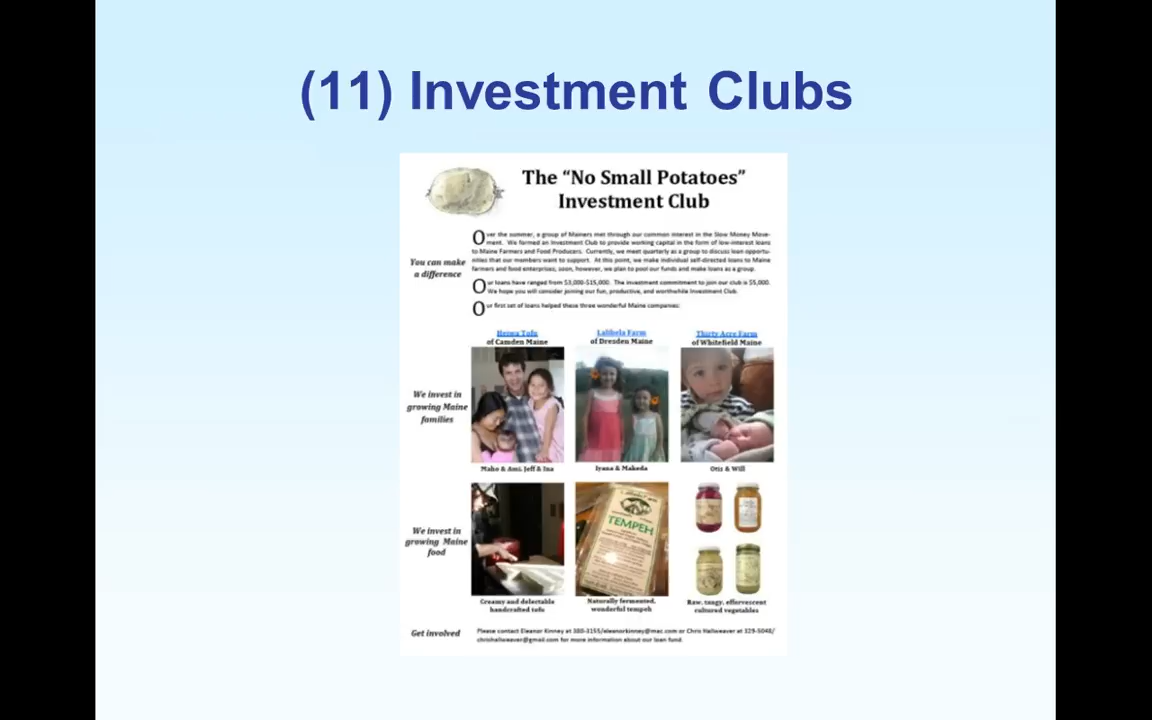 (11) Investment Clubs
The “No Small Potatoes”
Investment Club
You can make
a difference
Over the summer, a group of Mainers met through our common interest in the Slow Money Move-
ment. We formed an Investment Club to provide working capital in the form of low-interest loans
to Maine Farmers and Food Producers. Currently, we meet quarterly as a group to discuss loan opportu-
nities that our members want to support. At this point, we make individual self-directed loans to Maine
farmers and food enterprises; soon, however, we plan to pool our funds and make loans as a group.
Our loans have ranged from $3,000-$15,000. The investment commitment to join our club is $5,000.
We hope you will consider joining our fun, productive, and worthwhile Investment Club.
Our first set of loans helped these three wonderful Maine companies:
Heiwa Tofu
of Camden Maine
Lalibela Farm
of Dresden Maine
Thirty Acre Farm
of Whitefield Maine
We invest in
growing Maine
families
Maho & Ami, Jeff & Ina
Iyana & Makeda
Otis & Will
We invest in
growing Maine
food
TEMPEH
Creamy and delectable
handcrafted tofu
Naturally fermented,
wonderful tempeh
Raw, tangy, effervescent
cultured vegetables
Get involved
Please contact Eleanor Kinney at 380-3155/eleanorkinney@mac.com or Chris Hallweaver at 329-5048/
chrishallweaver@gmail.com for more information about our loan fund.